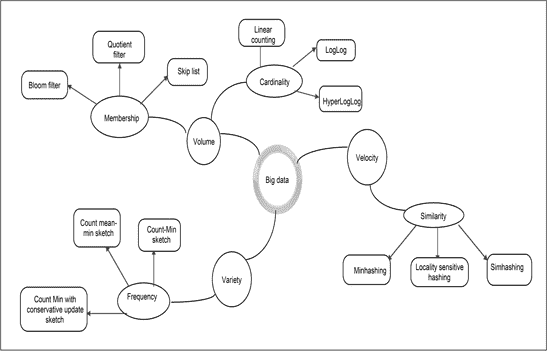 Linear
counting
LogLog
Quotient
filter
Skip list
Cardinality
Bloom filter
HyperLogLog
Membership
Volume
Velocity
Big data
Similarity
Count mean-
min sketch
Count-Min
sketch
Minhashing
Locality sensitive
hashing
Simhashing
Variety
Frequency
Count Min with
conservative update
sketch